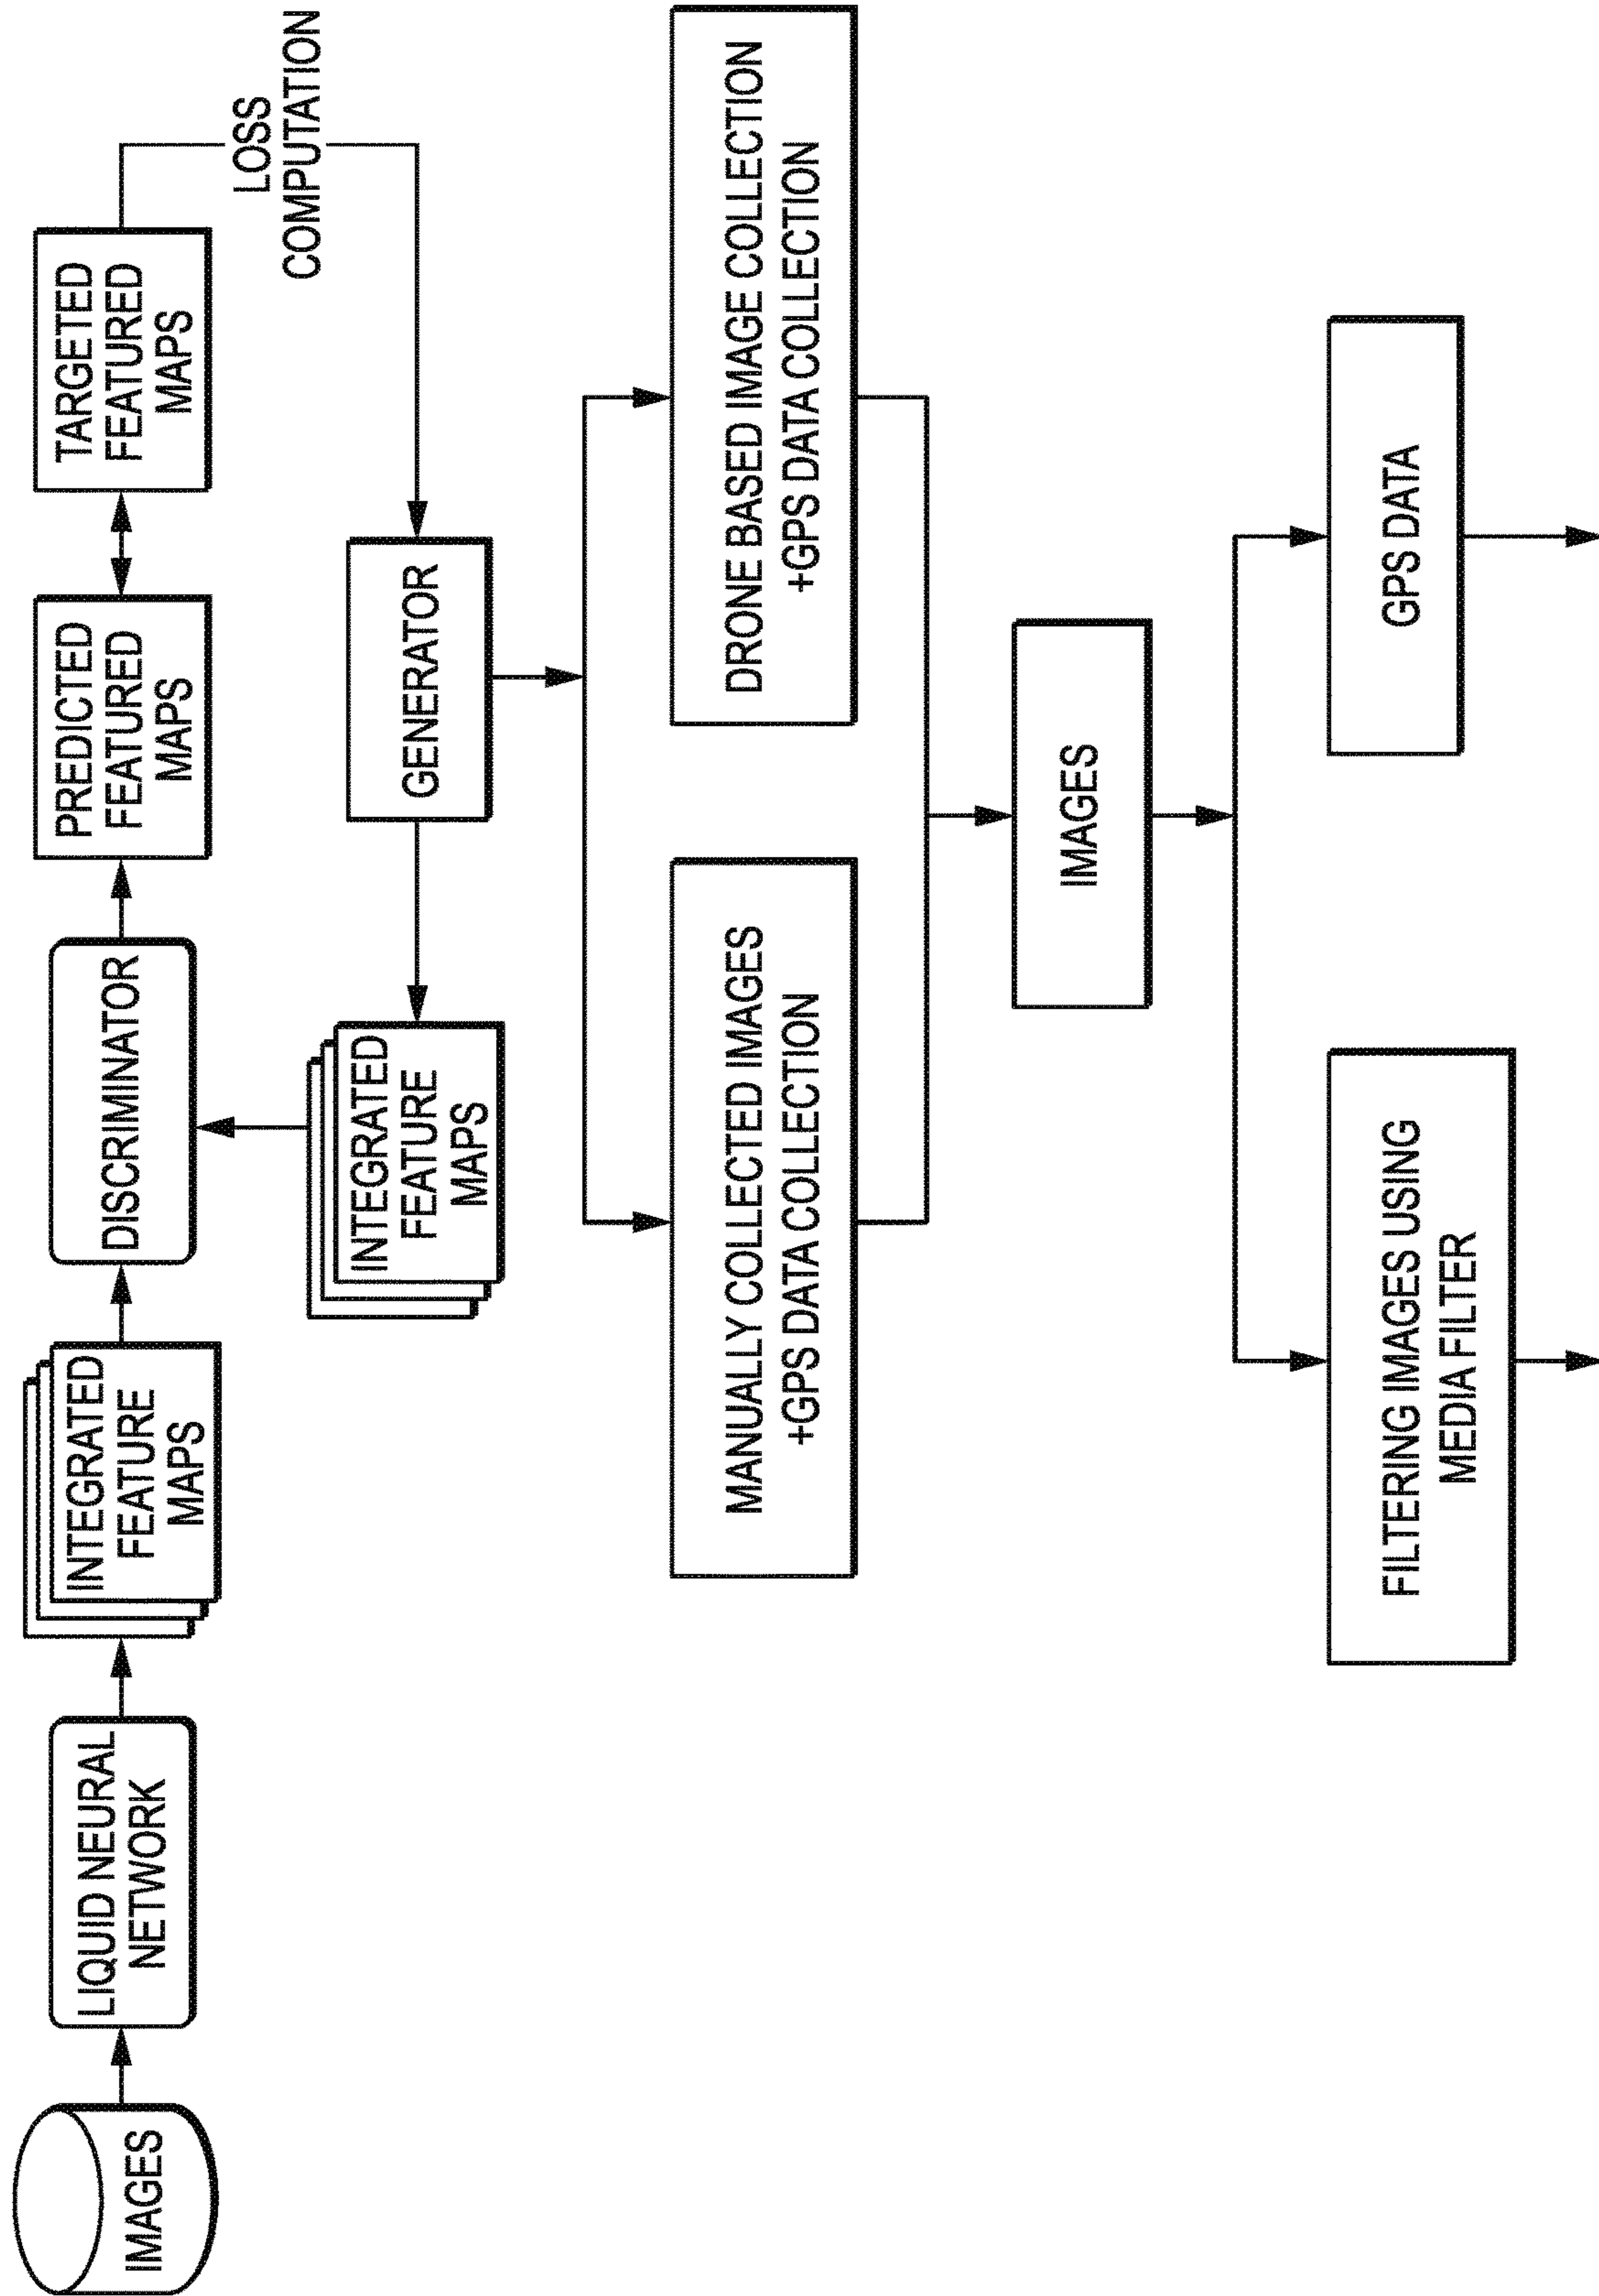 IMAGES
LIQUID NEURAL
NETWORK
INTEGRATED
FEATURE
MAPS
DISCRIMINATOR
PREDICTED
FEATURED
MAPS
TARGETED
FEATURED
MAPS
LOSS
COMPUTATION
INTEGRATED
FEATURE
MAPS
GENERATOR
MANUALLY COLLECTED IMAGES
+GPS DATA COLLECTION
DRONE BASED IMAGE COLLECTION
+GPS DATA COLLECTION
IMAGES
FILTERING IMAGES USING
MEDIA FILTER
GPS DATA